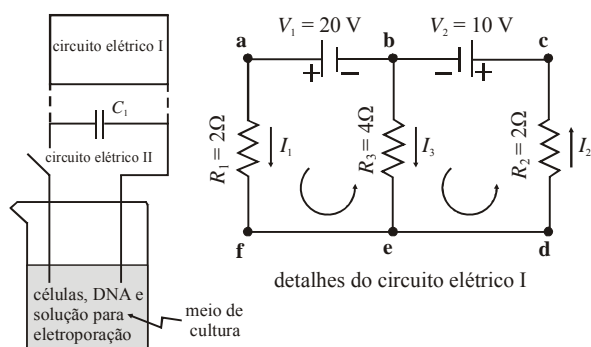 circuito elétrico I
C₁
circuito elétrico II
células, DNA e
solução para
eletroporação
meio de
cultura
V₁ = 20 V
V₂ = 10 V
a
b
c
+
–
–
+
R₁ = 2Ω
I₁
R₃ = 4Ω
I₃
R₂ = 2Ω
I₂
f
e
d
detalhes do circuito elétrico I